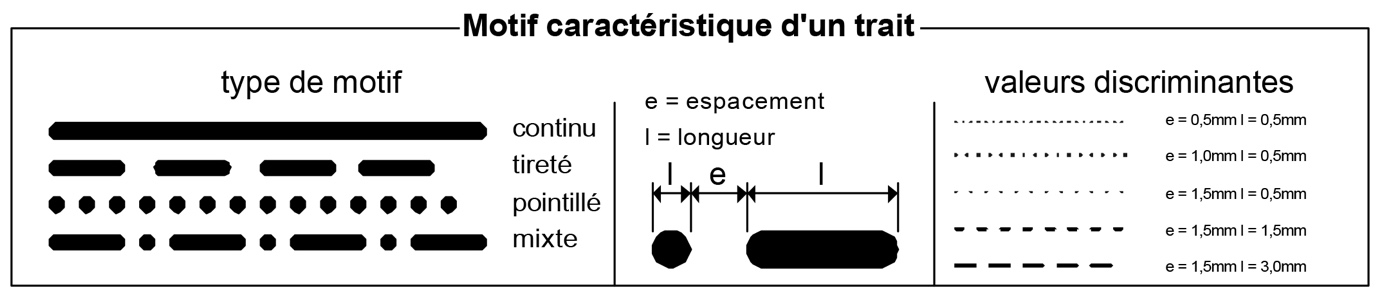 Motif caractéristique d'un trait
type de motif
continu
tireté
pointillé
mixte
e = espacement
l = longueur
l e l
valeurs discriminantes
e = 0,5mm l = 0,5mm
e = 1,0mm l = 0,5mm
e = 1,5mm l = 0,5mm
e = 1,5mm l = 1,5mm
e = 1,5mm l = 3,0mm